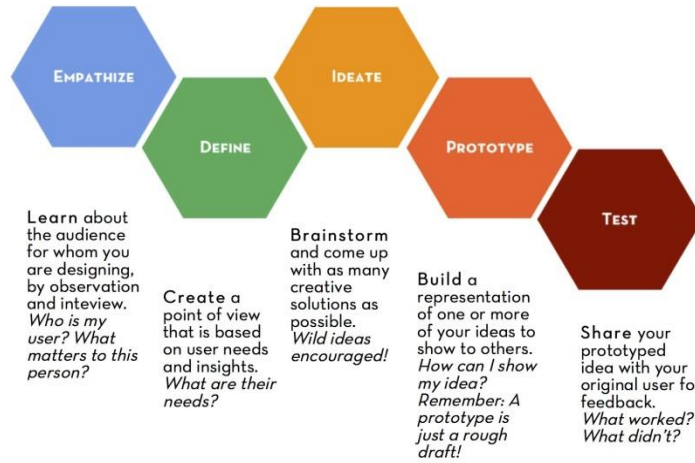 EMPATHIZE
DEFINE
IDEATE
PROTOTYPE
TEST
Learn about
the audience
for whom you
are designing,
by observation
and inteview.
Who is my
user? What
matters to this
person?
Create a
point of view
that is based
on user needs
and insights.
What are their
needs?
Brainstorm
and come up
with as many
creative
solutions as
possible.
Wild ideas
encouraged!
Build a
representation
of one or more
of your ideas to
show to others.
How can I show
my idea?
Remember: A
prototype is
just a rough
draft!
Share your
prototyped
idea with your
original user fo
feedback.
What worked?
What didn't?